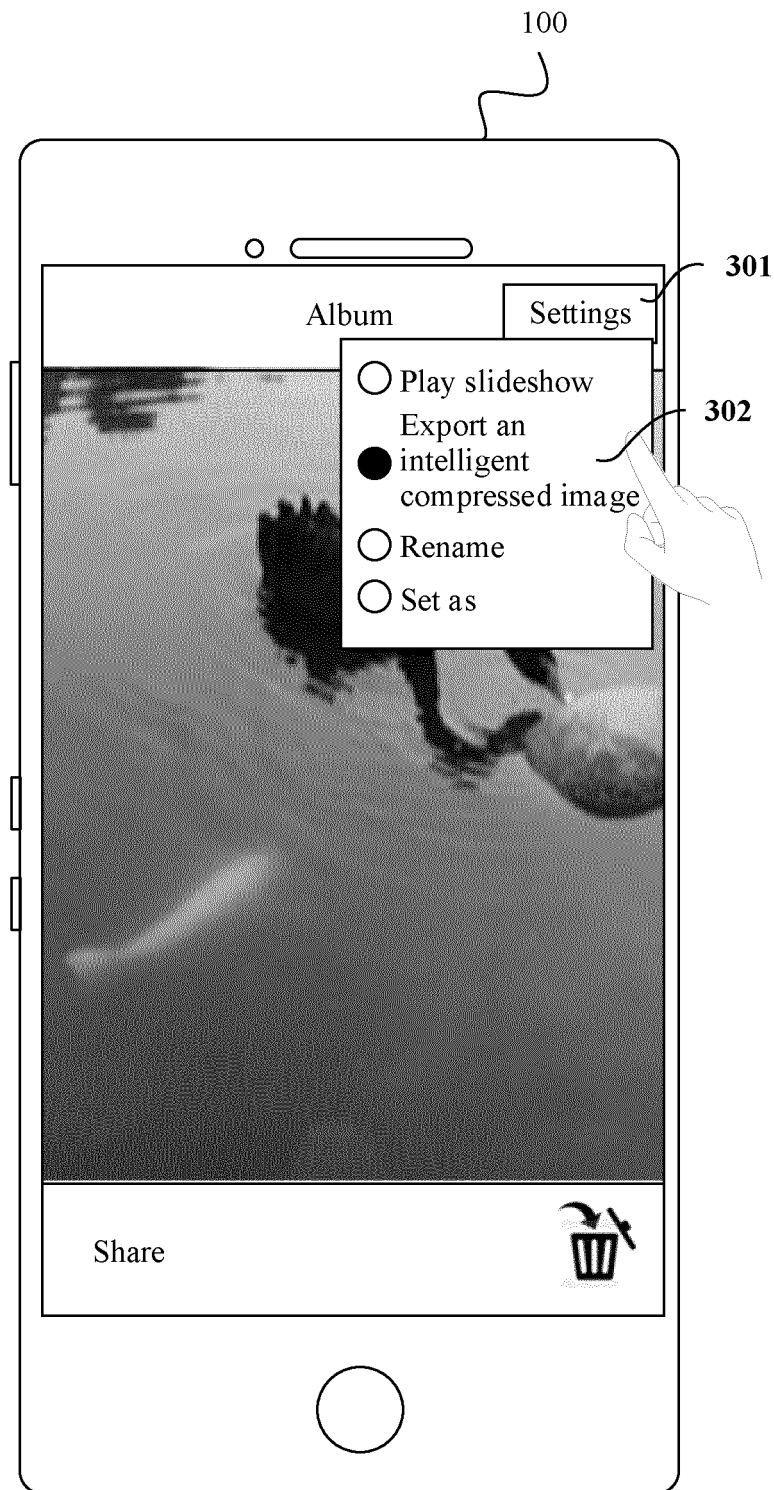 100
301
Album
Settings
Play slideshow
302
Export an
intelligent
compressed image
Rename
Set as
Share